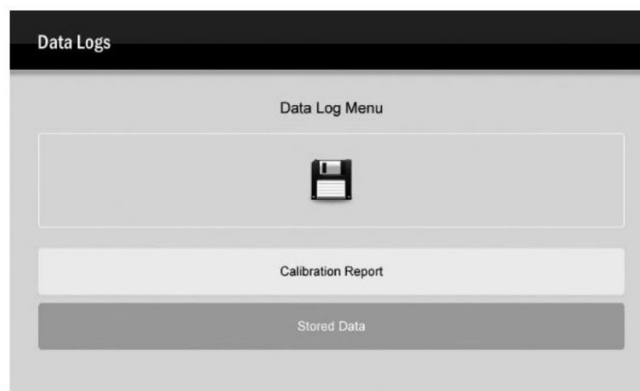 Data Logs
Data Log Menu
Calibration Report
Stored Data